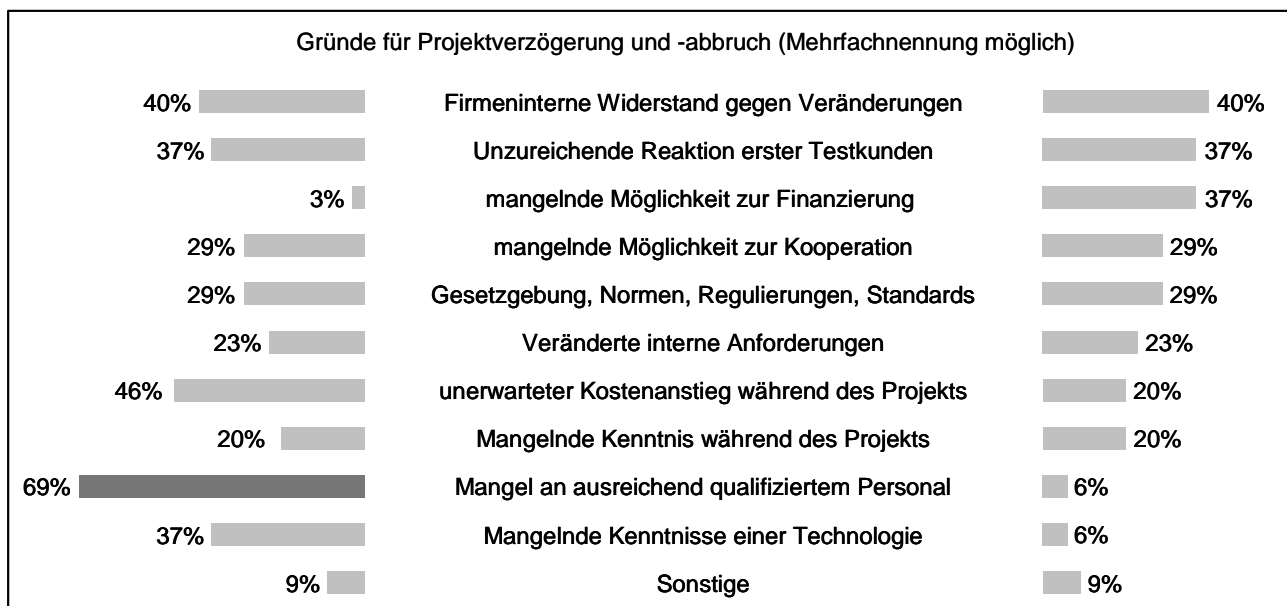 Gründe für Projektverzögerung und -abbruch (Mehrfachnennung möglich)
40% Firmeninterne Widerstand gegen Veränderungen 40%
37% Unzureichende Reaktion erster Testkunden 37%
3% mangelnde Möglichkeit zur Finanzierung 37%
29% mangelnde Möglichkeit zur Kooperation 29%
29% Gesetzgebung, Normen, Regulierungen, Standards 29%
23% Veränderte interne Anforderungen 23%
46% unerwarteter Kostenanstieg während des Projekts 20%
20% Mangelnde Kenntnis während des Projekts 20%
69% Mangel an ausreichend qualifiziertem Personal 6%
37% Mangelnde Kenntnisse einer Technologie 6%
9% Sonstige 9%